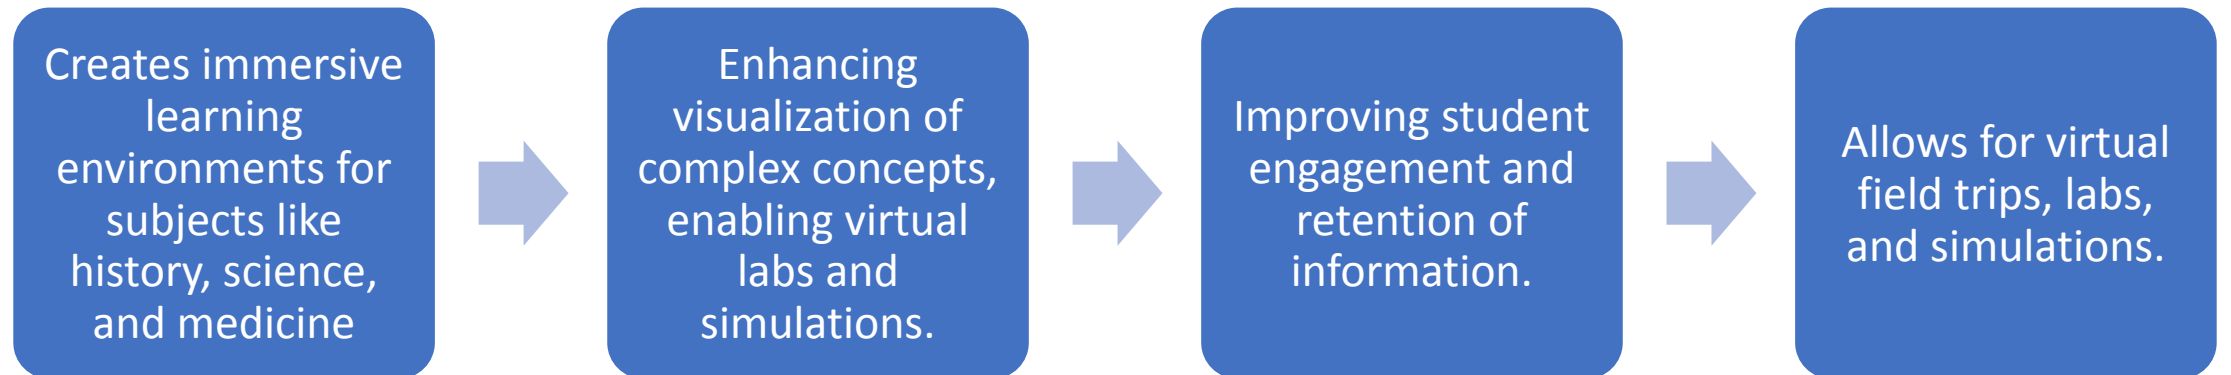 Creates immersive
learning
environments for
subjects like
history, science,
and medicine
Enhancing
visualization of
complex concepts,
enabling virtual
labs and
simulations.
Improving student
engagement and
retention of
information.
Allows for virtual
field trips, labs,
and simulations.